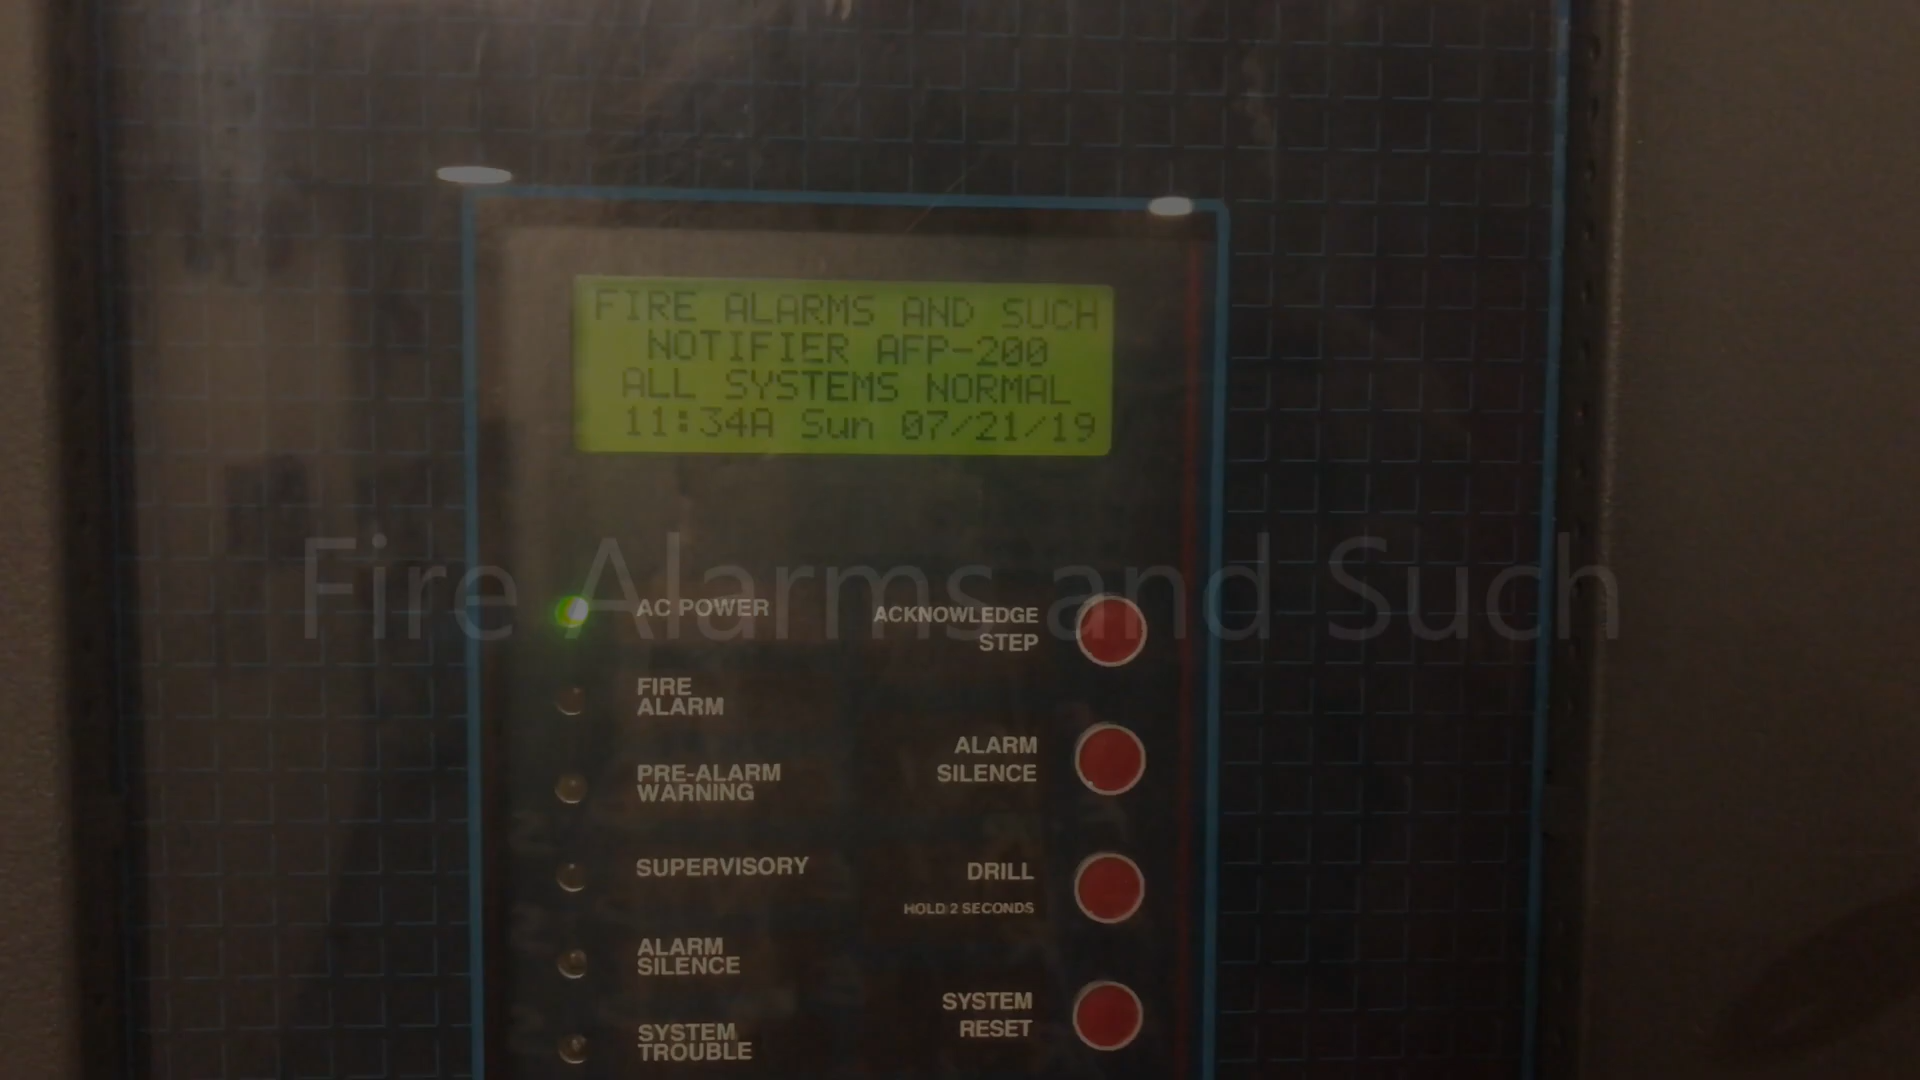 FIRE ALARMS AND SUCH
NOTIFIER AFP-200
ALL SYSTEMS NORMAL
11:34A Sun 07/21/19
Fire Alarms and Such
AC POWER
FIRE
ALARM
PRE-ALARM
WARNING
SUPERVISORY
ALARM
SILENCE
SYSTEM
TROUBLE
ACKNOWLEDGE
STEP
ALARM
SILENCE
DRILL
HOLD 2 SECONDS
SYSTEM
RESET